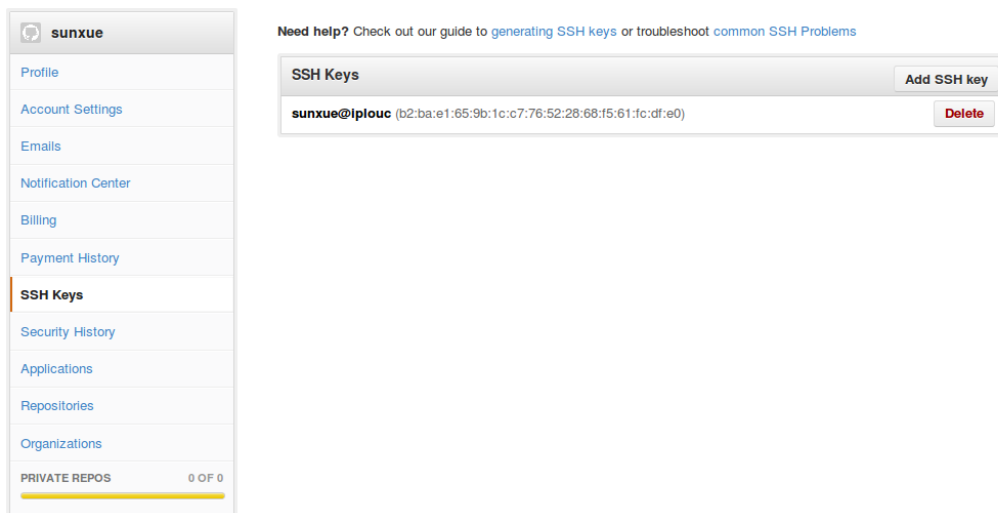 sunxue
Profile
Account Settings
Emails
Notification Center
Billing
Payment History
SSH Keys
Security History
Applications
Repositories
Organizations
PRIVATE REPOS 0 OF 0
Need help? Check out our guide to generating SSH keys or troubleshoot common SSH Problems
SSH Keys Add SSH key
sunxue@iplouc (b2:ba:e1:65:9b:1c:c7:76:52:28:68:f5:61:fc:df:e0) Delete